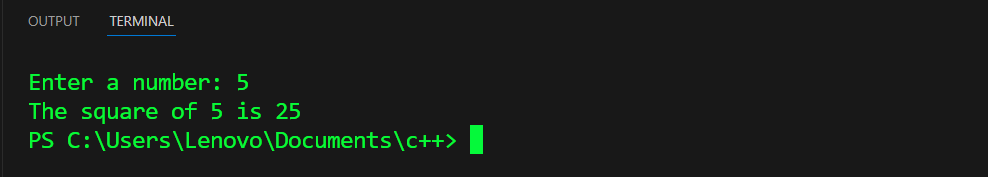 OUTPUT TERMINAL
Enter a number: 5
The square of 5 is 25
PS C:\Users\Lenovo\Documents\c++>